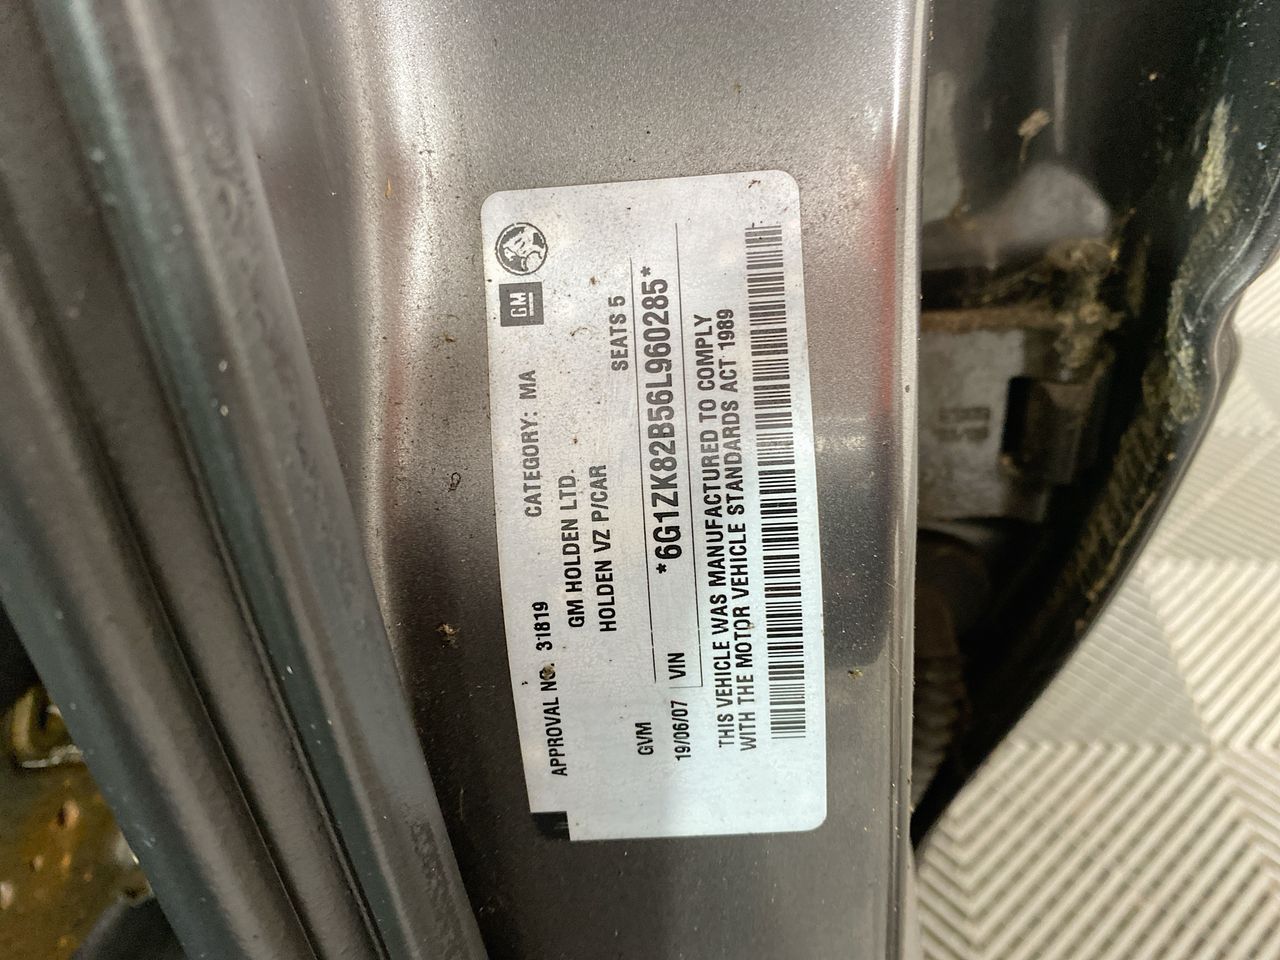 GM
APPROVAL NO. 31819 CATEGORY: MA
GM HOLDEN LTD.
HOLDEN VZ P/CAR
GVM SEATS 5
19/06/07 VIN *6G1ZK82B56L960285*
THIS VEHICLE WAS MANUFACTURED TO COMPLY
WITH THE MOTOR VEHICLE STANDARDS ACT 1989